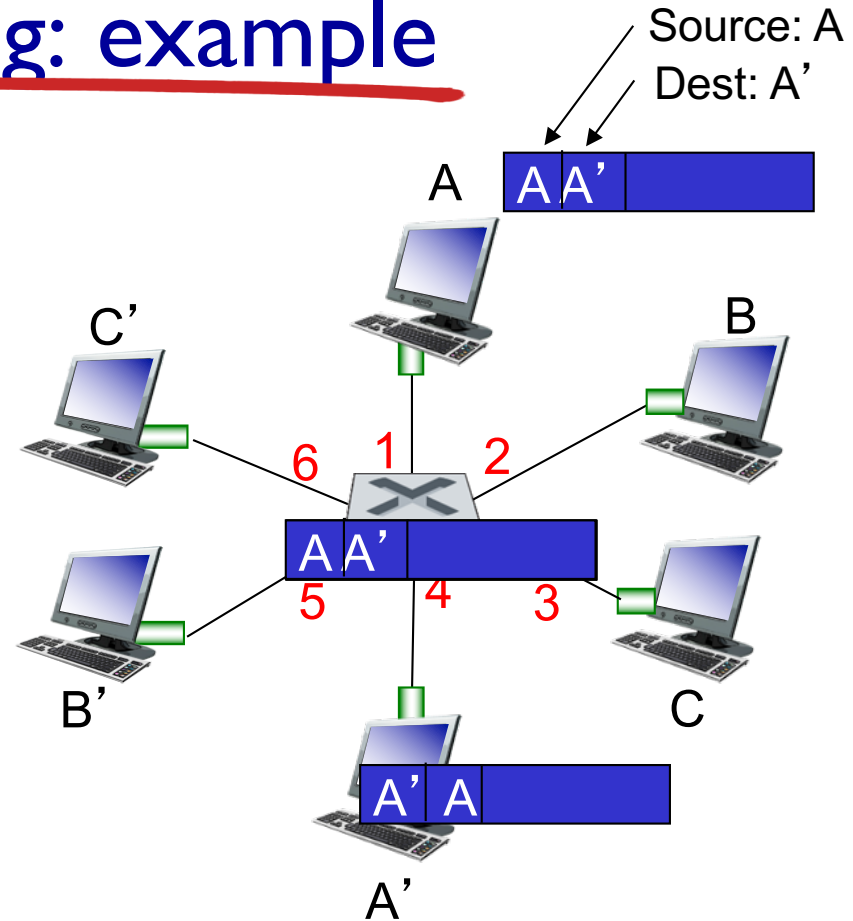 g: example
Source: A
Dest: A’
A
A A’
C’
B
6 1 2
A A’
5 4 3
B’
C
A’ A
A’